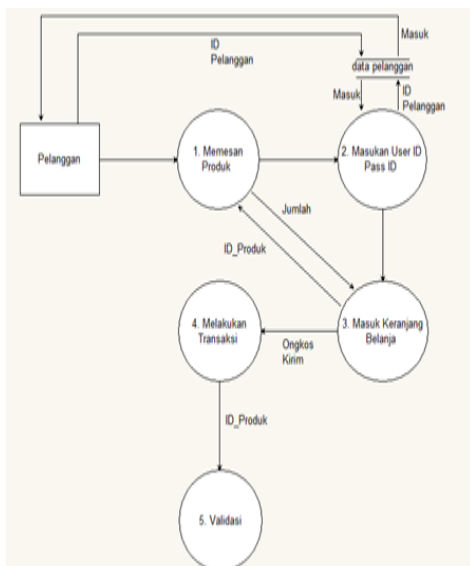 Masuk
ID
Pelanggan
data pelanggan
Masuk
ID
Pelanggan
Pelanggan
1. Memesan
Produk
2. Masukan User ID
Pass ID
Jumlah
ID_Produk
4. Melakukan
Transaksi
Ongkos
Kirim
3. Masuk Keranjang
Belanja
ID_Produk
5. Validasi